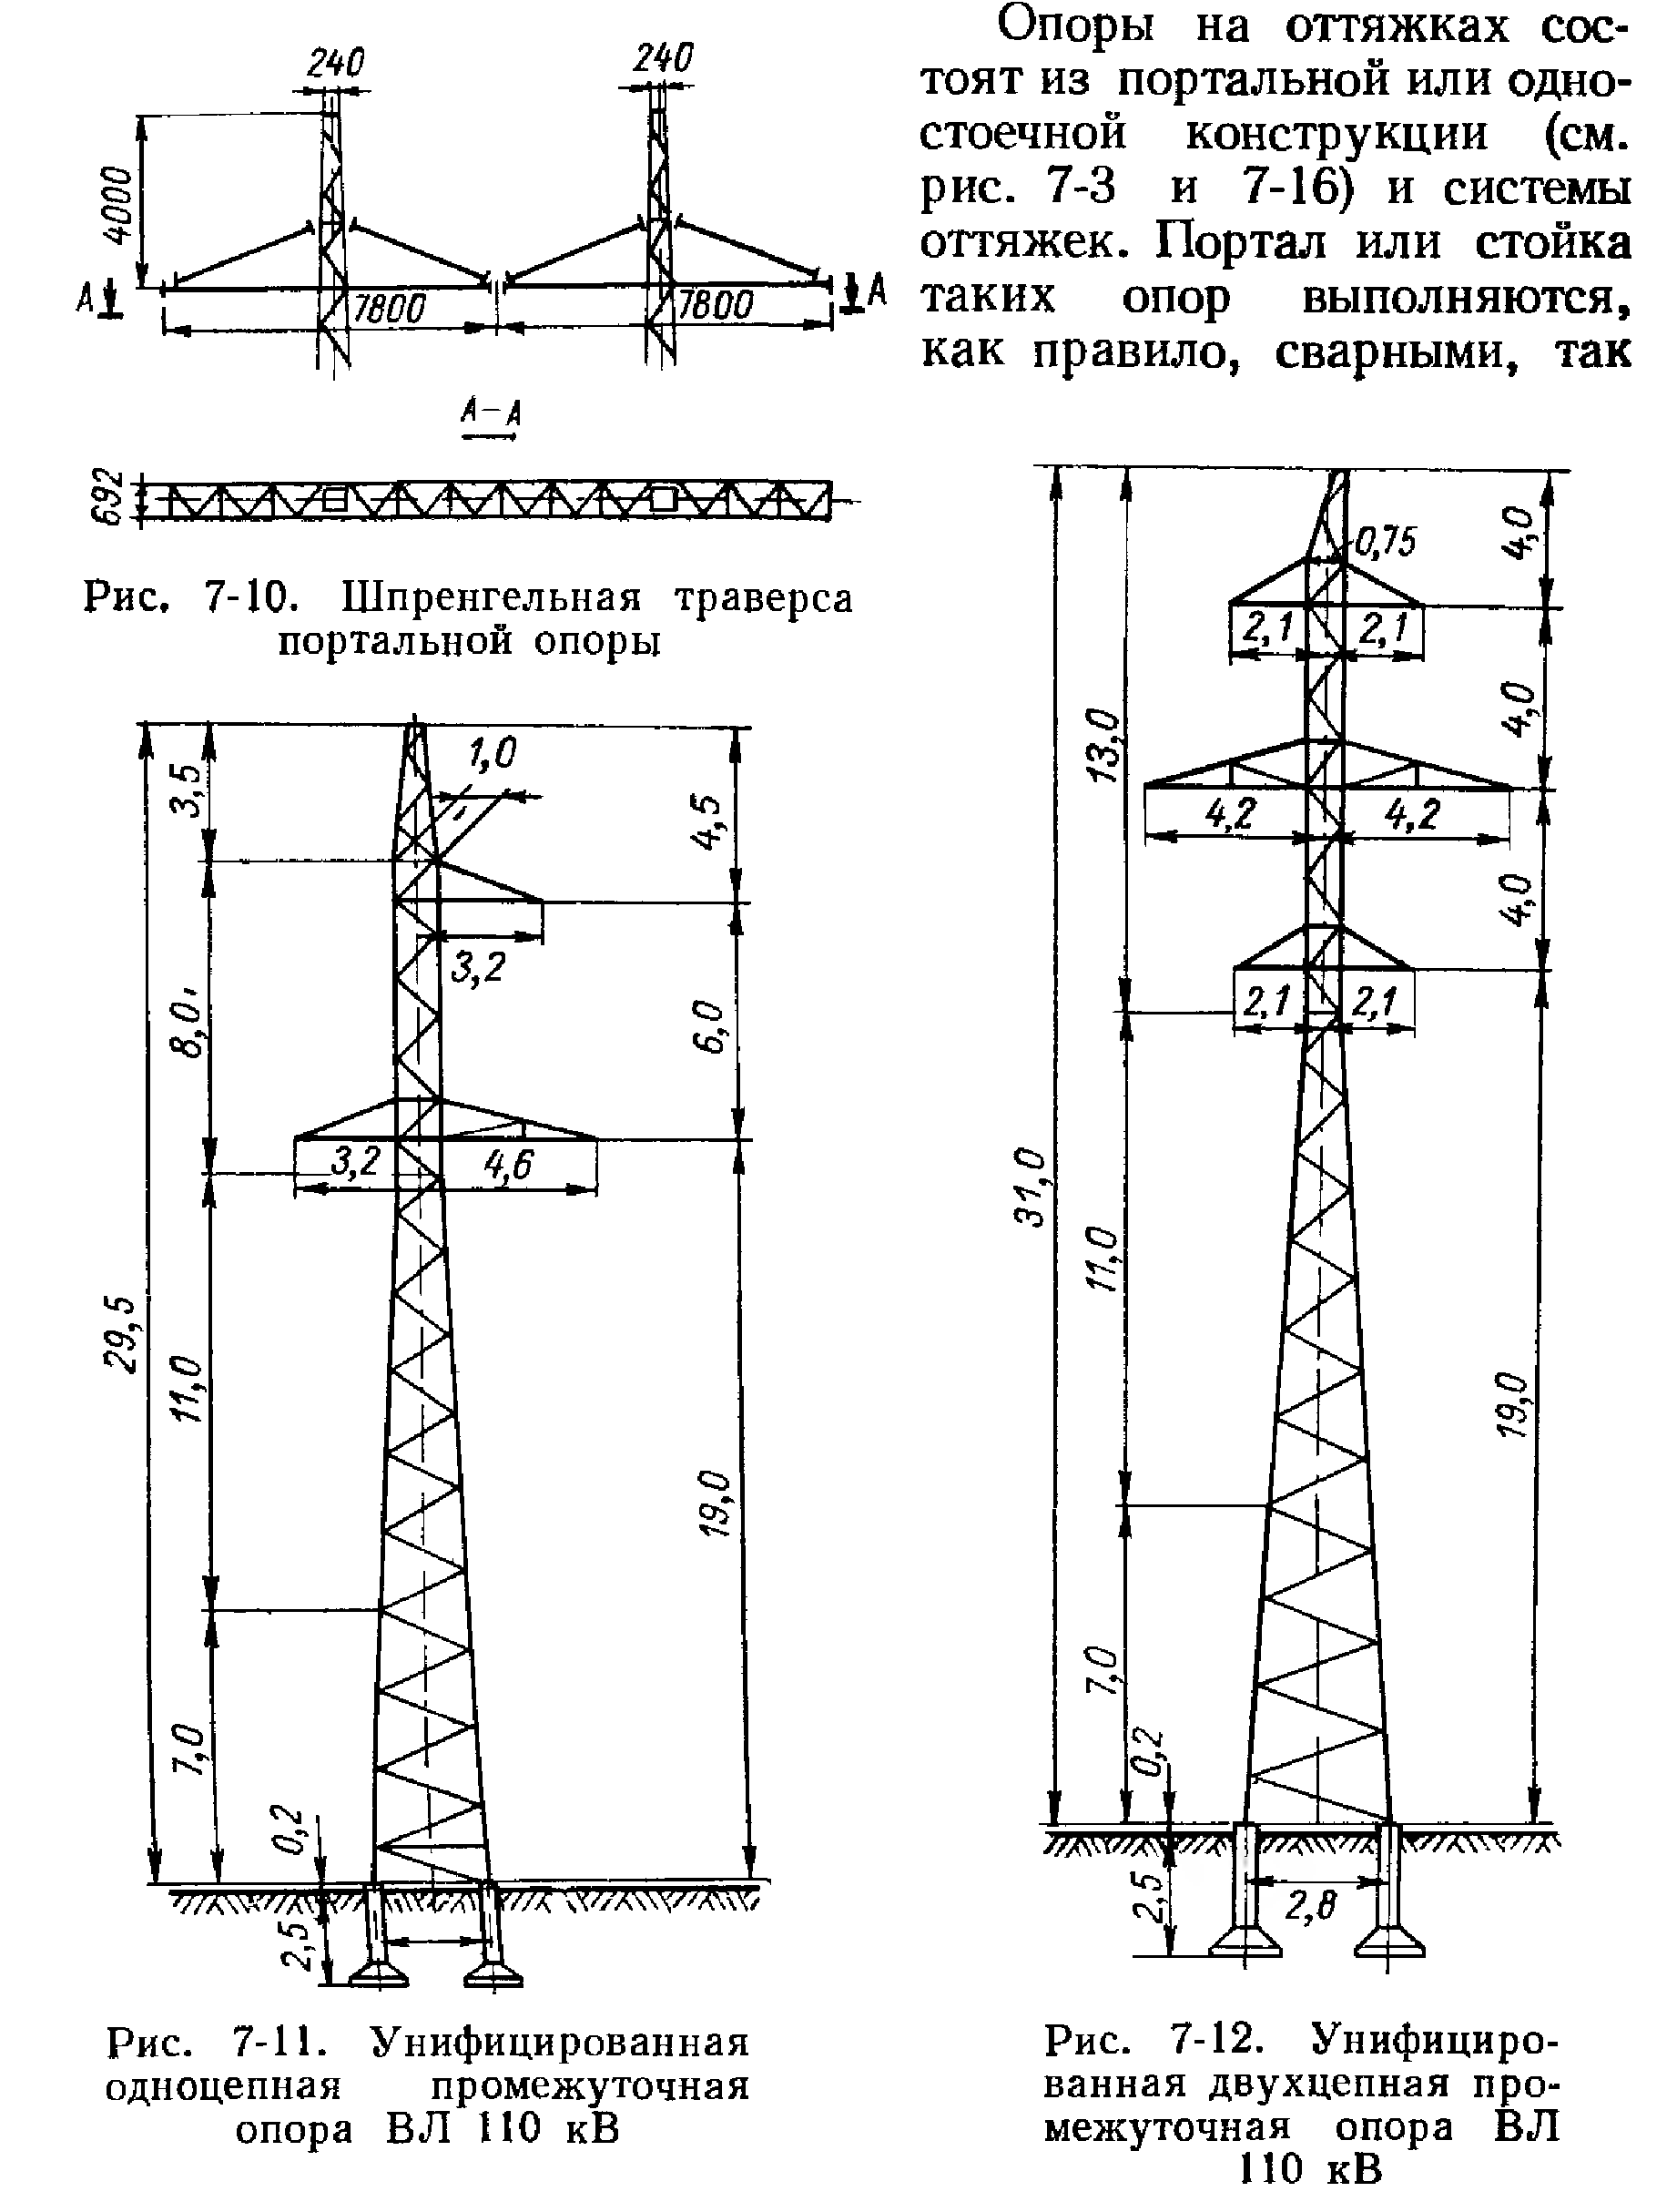 Опоры на оттяжках сос-
тоят из портальной или одно-
стоечной конструкции (см.
рис. 7-3 и 7-16) и системы
оттяжек. Портал или стойка
таких опор выполняются,
как правило, сварными, так
240
240
4000
А
7800
7800
А
А-А
692
Рис. 7-10. Шпренгельная траверса
портальной опоры
1,0
3,5
4,5
3,2
8,0
6,0
3,2
4,6
29,5
11,0
19,0
7,0
0,2
2,5
Рис. 7-11. Унифицированная
одноцепная промежуточная
опора ВЛ 110 кВ
4,0
0,75
2,1
2,1
4,0
13,0
4,2
4,2
4,0
2,1
2,1
31,0
11,0
19,0
7,0
0,2
2,5
2,8
Рис. 7-12. Унифициро-
ванная двухцепная про-
межуточная опора ВЛ
110 кВ